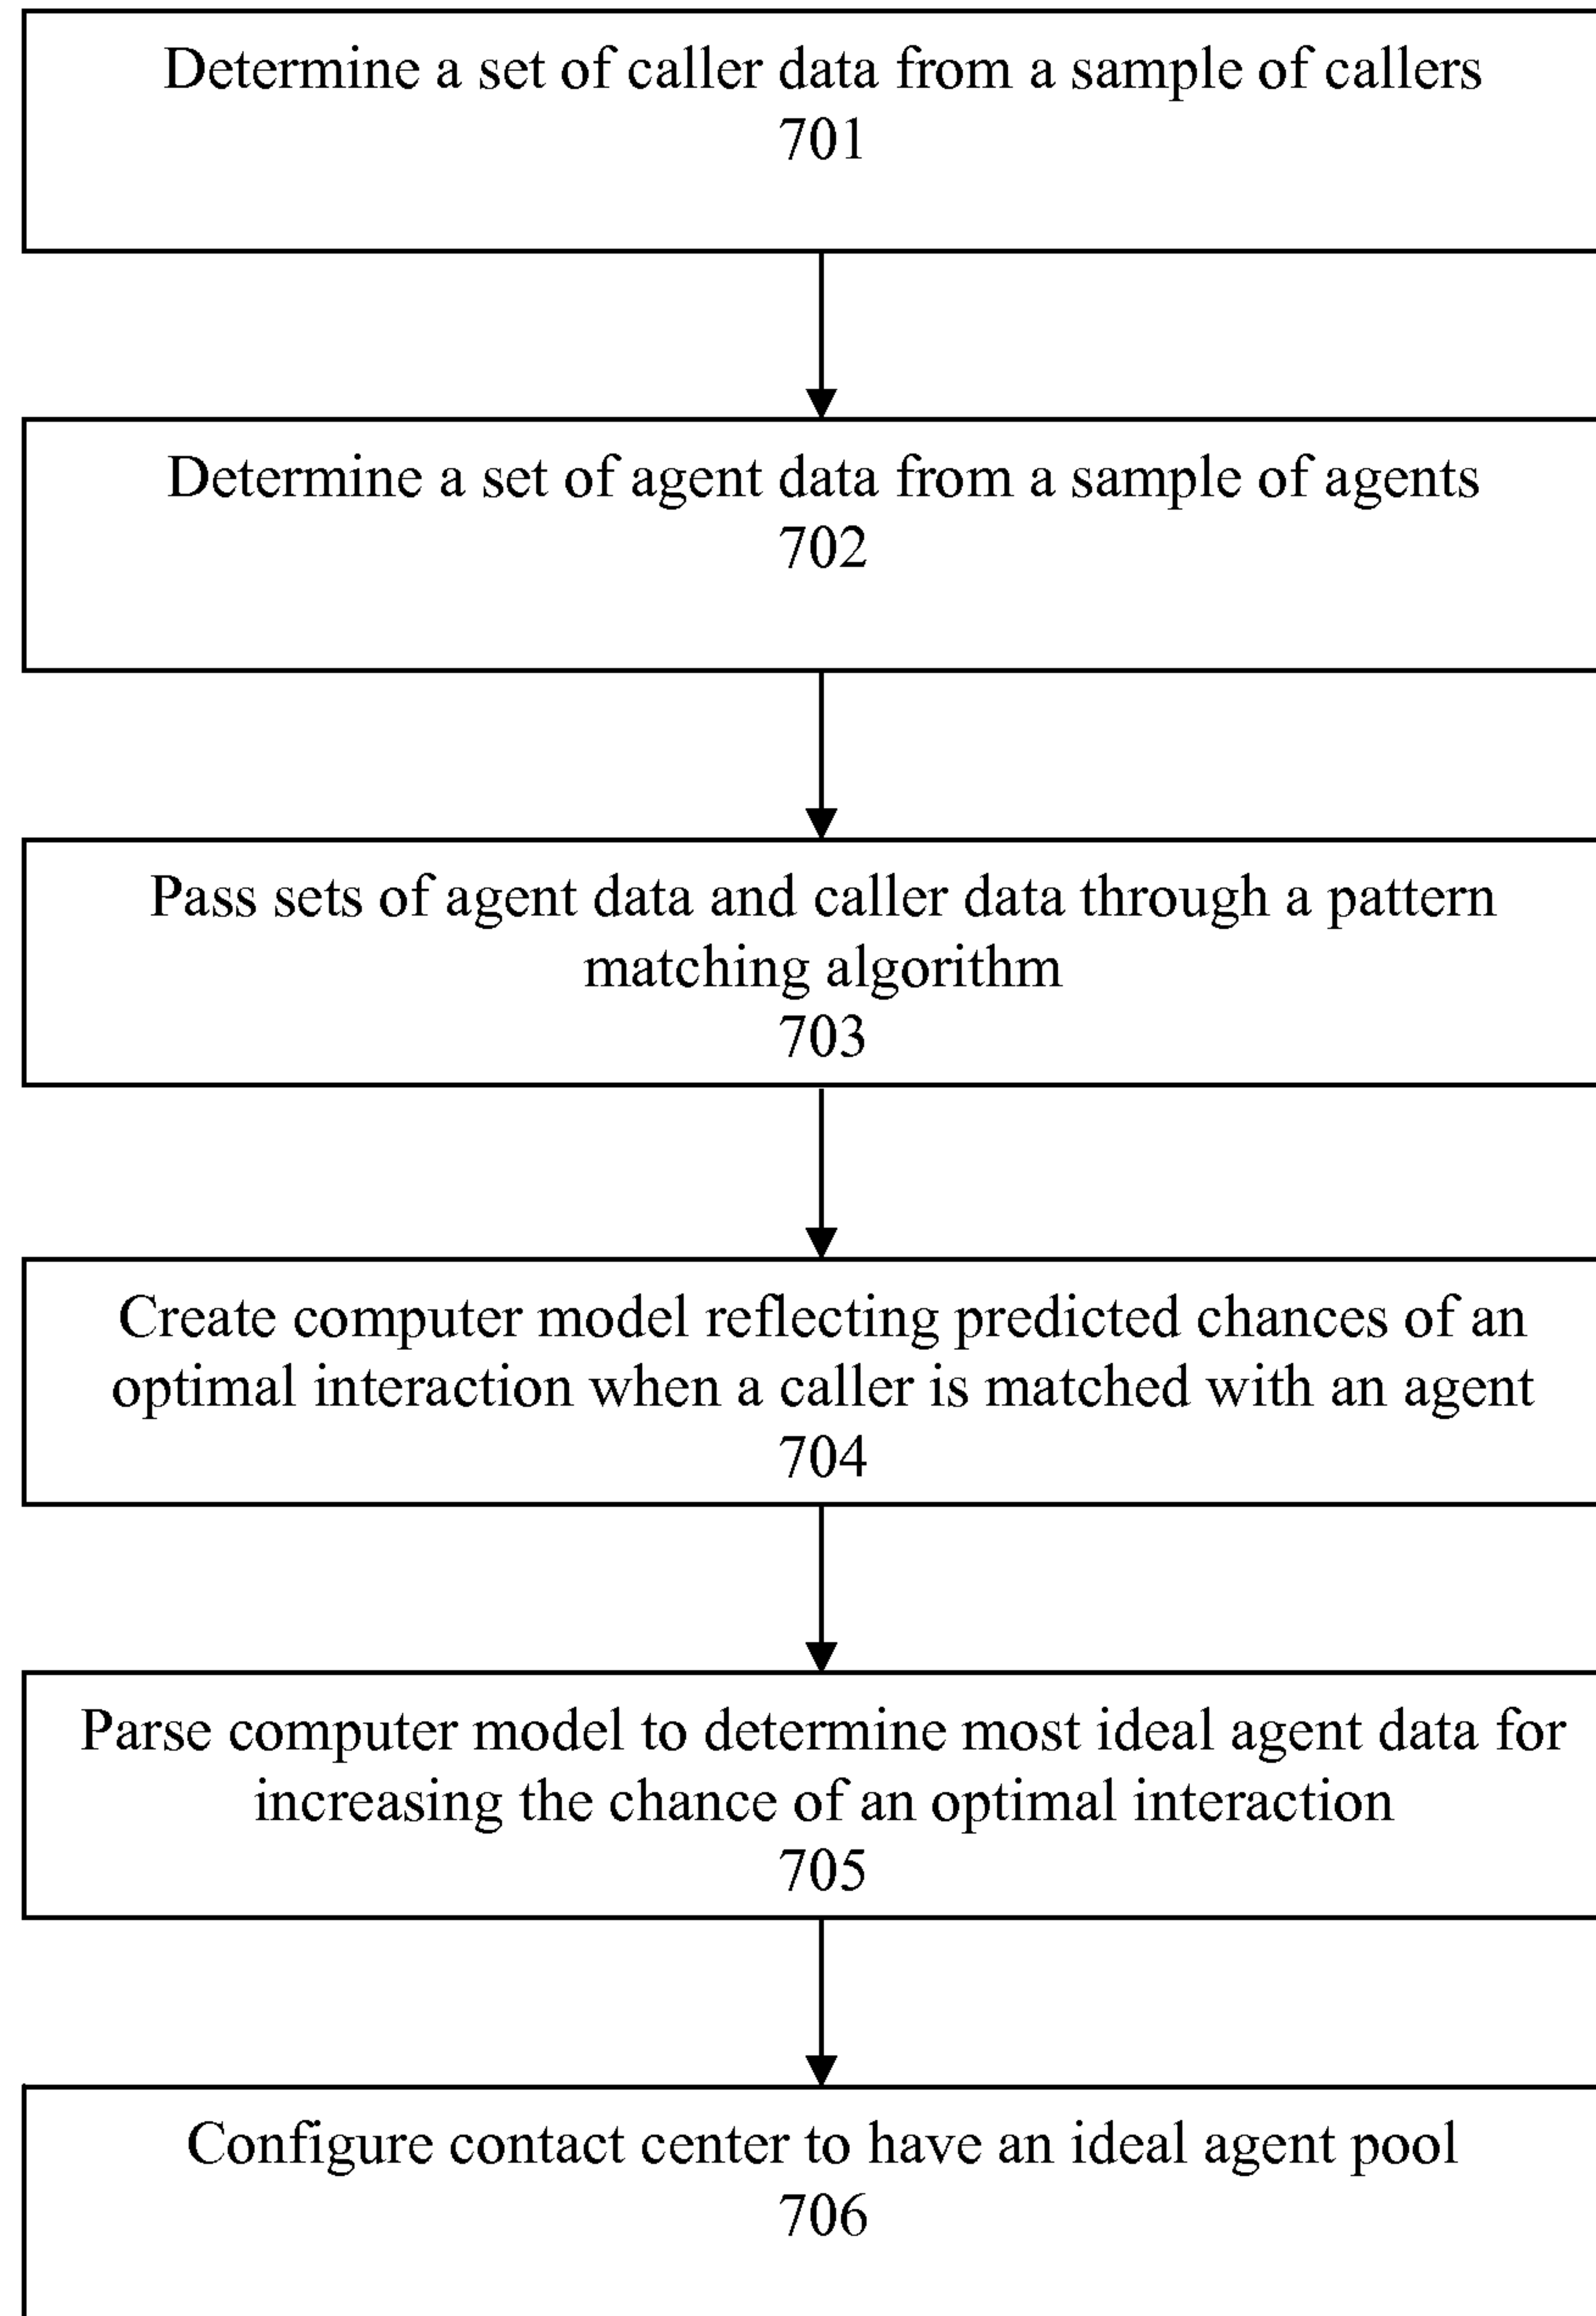 Determine a set of caller data from a sample of callers
701
Determine a set of agent data from a sample of agents
702
Pass sets of agent data and caller data through a pattern
matching algorithm
703
Create computer model reflecting predicted chances of an
optimal interaction when a caller is matched with an agent
704
Parse computer model to determine most ideal agent data for
increasing the chance of an optimal interaction
705
Configure contact center to have an ideal agent pool
706